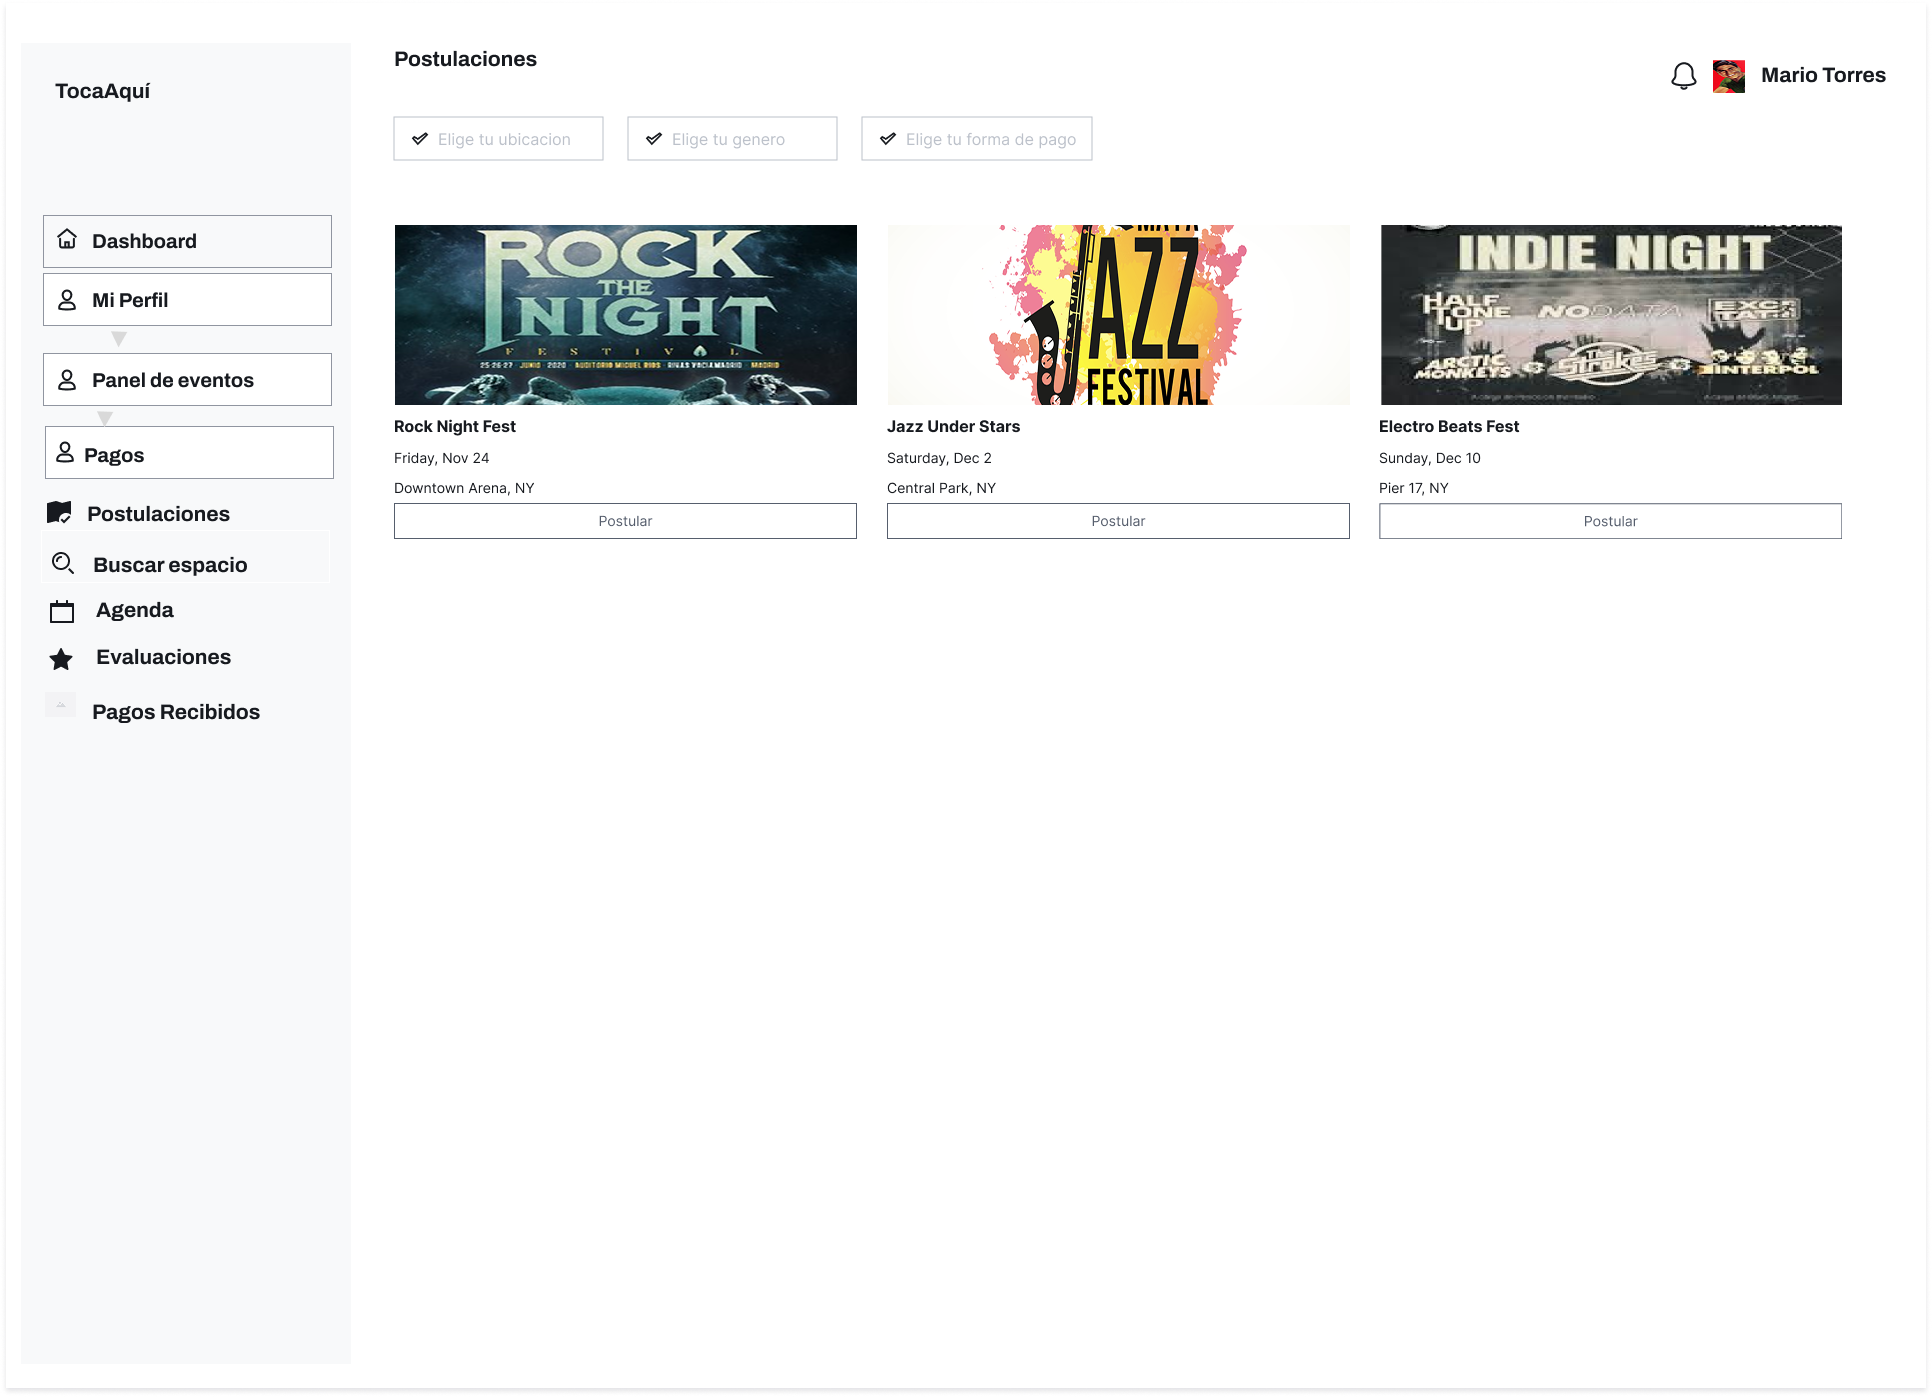 TocaAquí
Dashboard
Mi Perfil
Panel de eventos
Pagos
Postulaciones
Buscar espacio
Agenda
Evaluaciones
Pagos Recibidos
Postulaciones
Mario Torres
Elige tu ubicacion
Elige tu genero
Elige tu forma de pago
ROCK
THE
NIGHT
FESTIVAL
25·26·27 · JUNIO · 2020 · AUDITORIO MIGUEL RIOS · RIVAS VACIAMADRID · MADRID
Rock Night Fest
Friday, Nov 24
Downtown Arena, NY
Postular
JAZZ
FESTIVAL
Jazz Under Stars
Saturday, Dec 2
Central Park, NY
Postular
INDIE NIGHT
HALF
TONE
UP
NODATA
ARCTIC
MONKEYS
THE
Strokes
INTERPOL
Electro Beats Fest
Sunday, Dec 10
Pier 17, NY
Postular